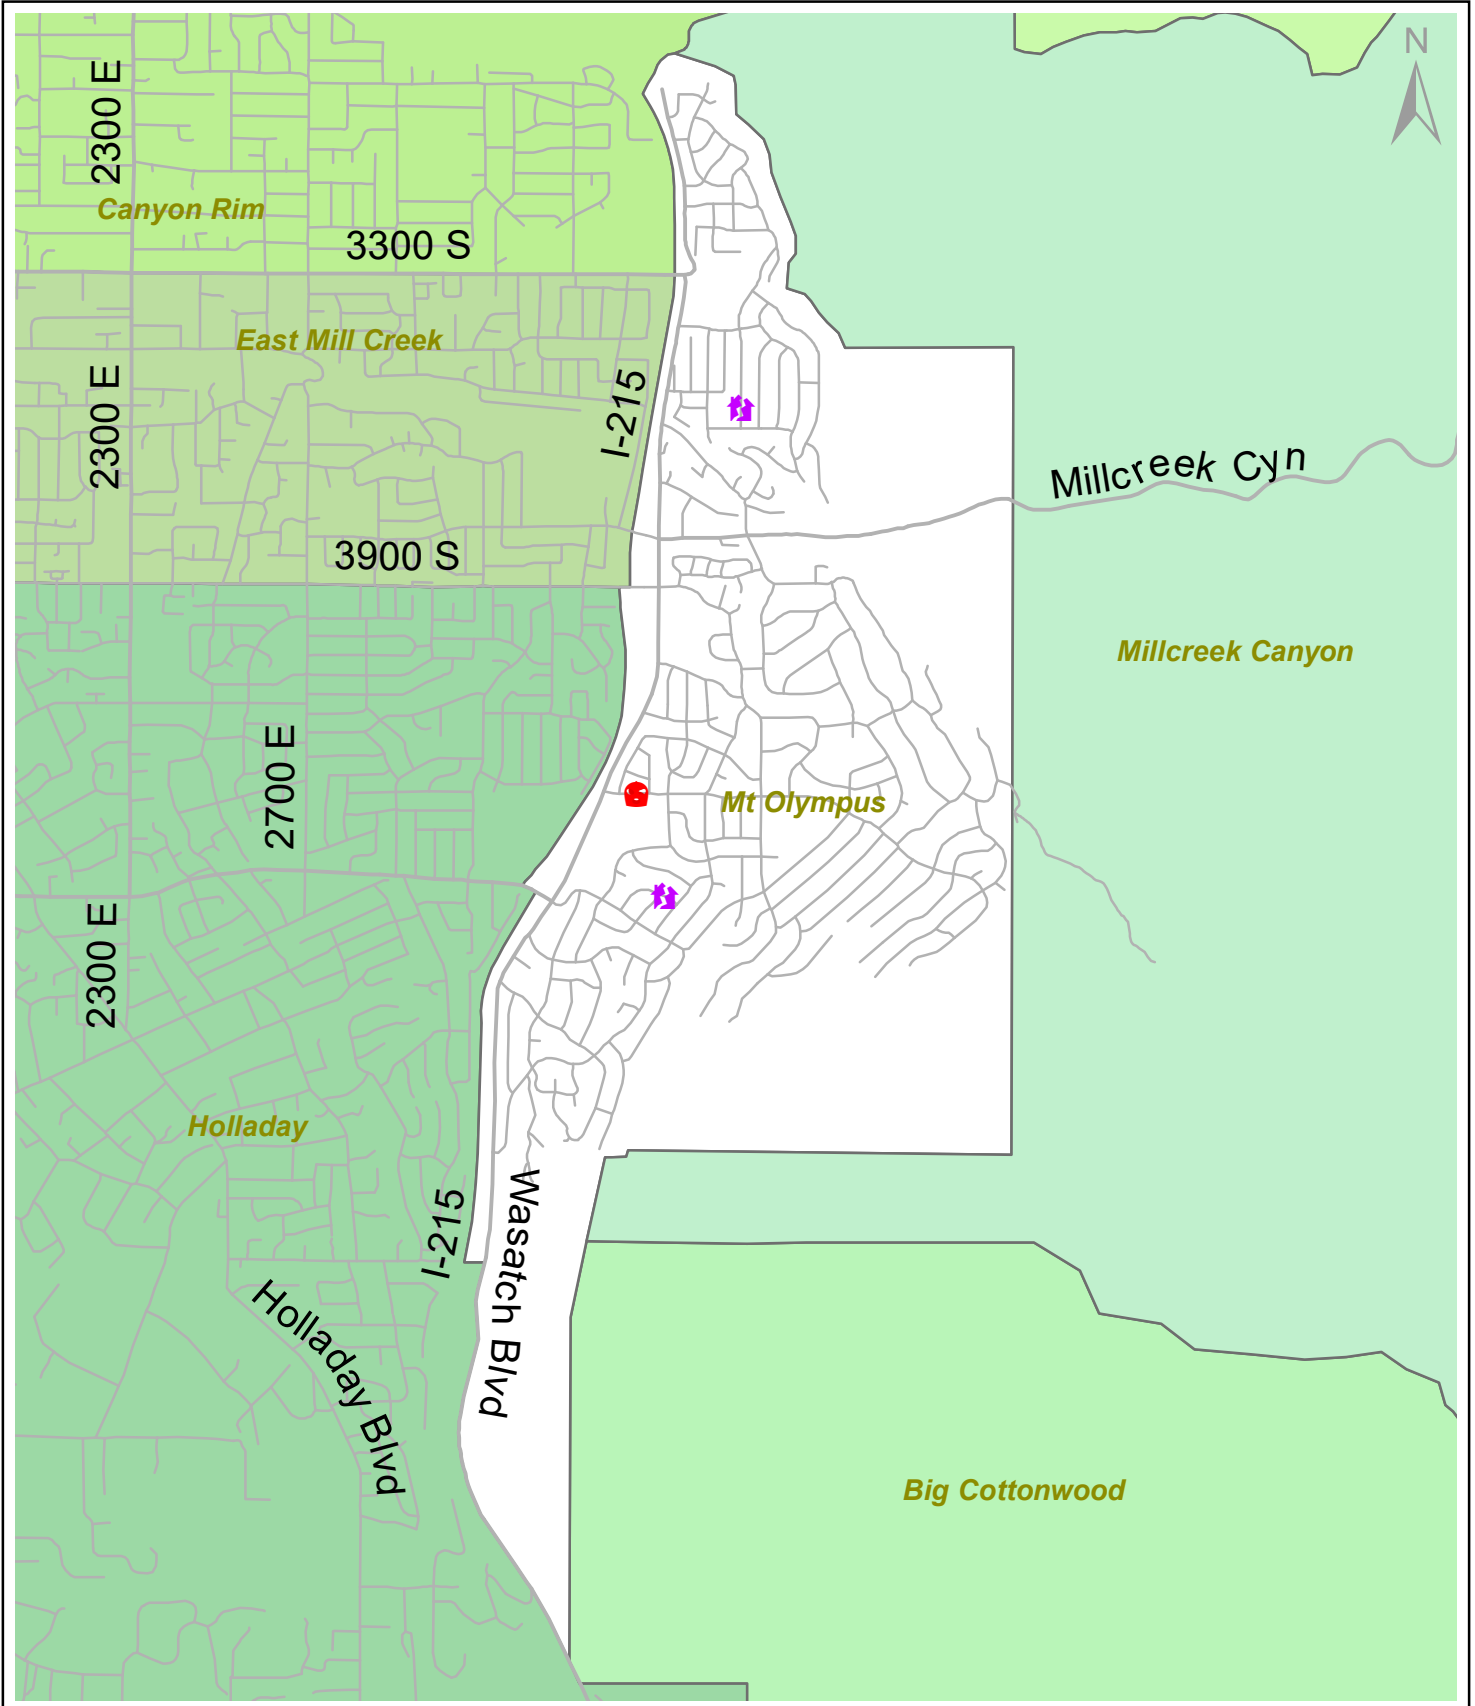 N
2300 E
Canyon Rim
3300 S
East Mill Creek
2300 E
I-215
Millcreek Cyn
3900 S
Millcreek Canyon
2700 E
Mt Olympus
2300 E
Holladay
I-215
Wasatch Blvd
Holladay Blvd
Big Cottonwood